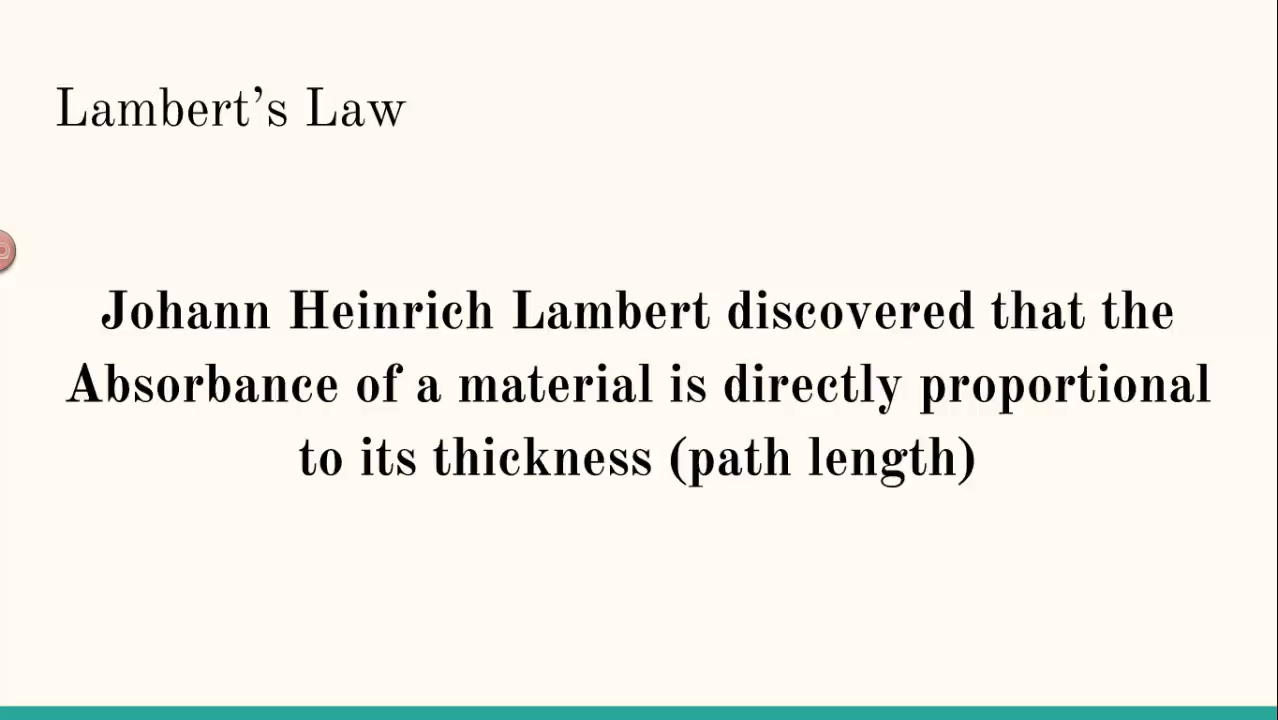 Lambert’s Law
Johann Heinrich Lambert discovered that the
Absorbance of a material is directly proportional
to its thickness (path length)